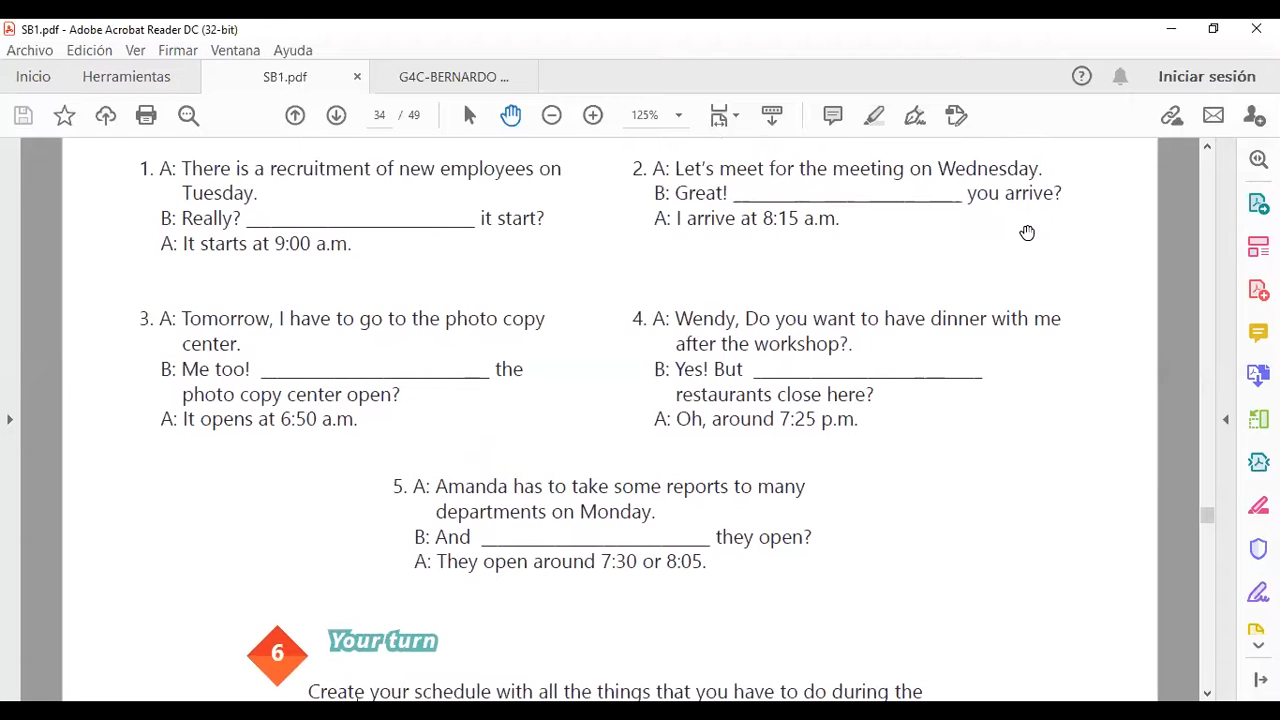 SB1.pdf - Adobe Acrobat Reader DC (32-bit)
Archivo Edición Ver Firmar Ventana Ayuda
Inicio Herramientas SB1.pdf × G4C-BERNARDO ... Iniciar sesión
34 / 49 125%
1. A: There is a recruitment of new employees on
Tuesday.
B: Really? ______________________ it start?
A: It starts at 9:00 a.m.
2. A: Let's meet for the meeting on Wednesday.
B: Great! ______________________ you arrive?
A: I arrive at 8:15 a.m.
3. A: Tomorrow, I have to go to the photo copy
center.
B: Me too! ______________________ the
photo copy center open?
A: It opens at 6:50 a.m.
4. A: Wendy, Do you want to have dinner with me
after the workshop?.
B: Yes! But ______________________
restaurants close here?
A: Oh, around 7:25 p.m.
5. A: Amanda has to take some reports to many
departments on Monday.
B: And ______________________ they open?
A: They open around 7:30 or 8:05.
6 Your turn
Create your schedule with all the things that you have to do during the